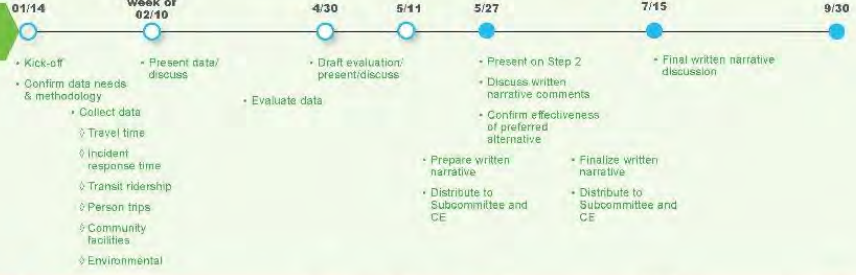 01/14
week of
02/10
4/30
5/11
5/27
7/15
9/30
• Kick-off
• Confirm data needs
& methodology
• Collect data
◊ Travel time
◊ Incident
response time
◊ Transit ridership
◊ Person trips
◊ Community
facilities
◊ Environmental
• Present data/
discuss
• Evaluate data
• Draft evaluation/
present/discuss
• Prepare written
narrative
• Distribute to
Subcommittee and
CE
• Present on Step 2
• Discuss written
narrative comments
• Confirm effectiveness
of preferred
alternative
• Finalize written
narrative
• Distribute to
Subcommittee and
CE
• Final written narrative
discussion